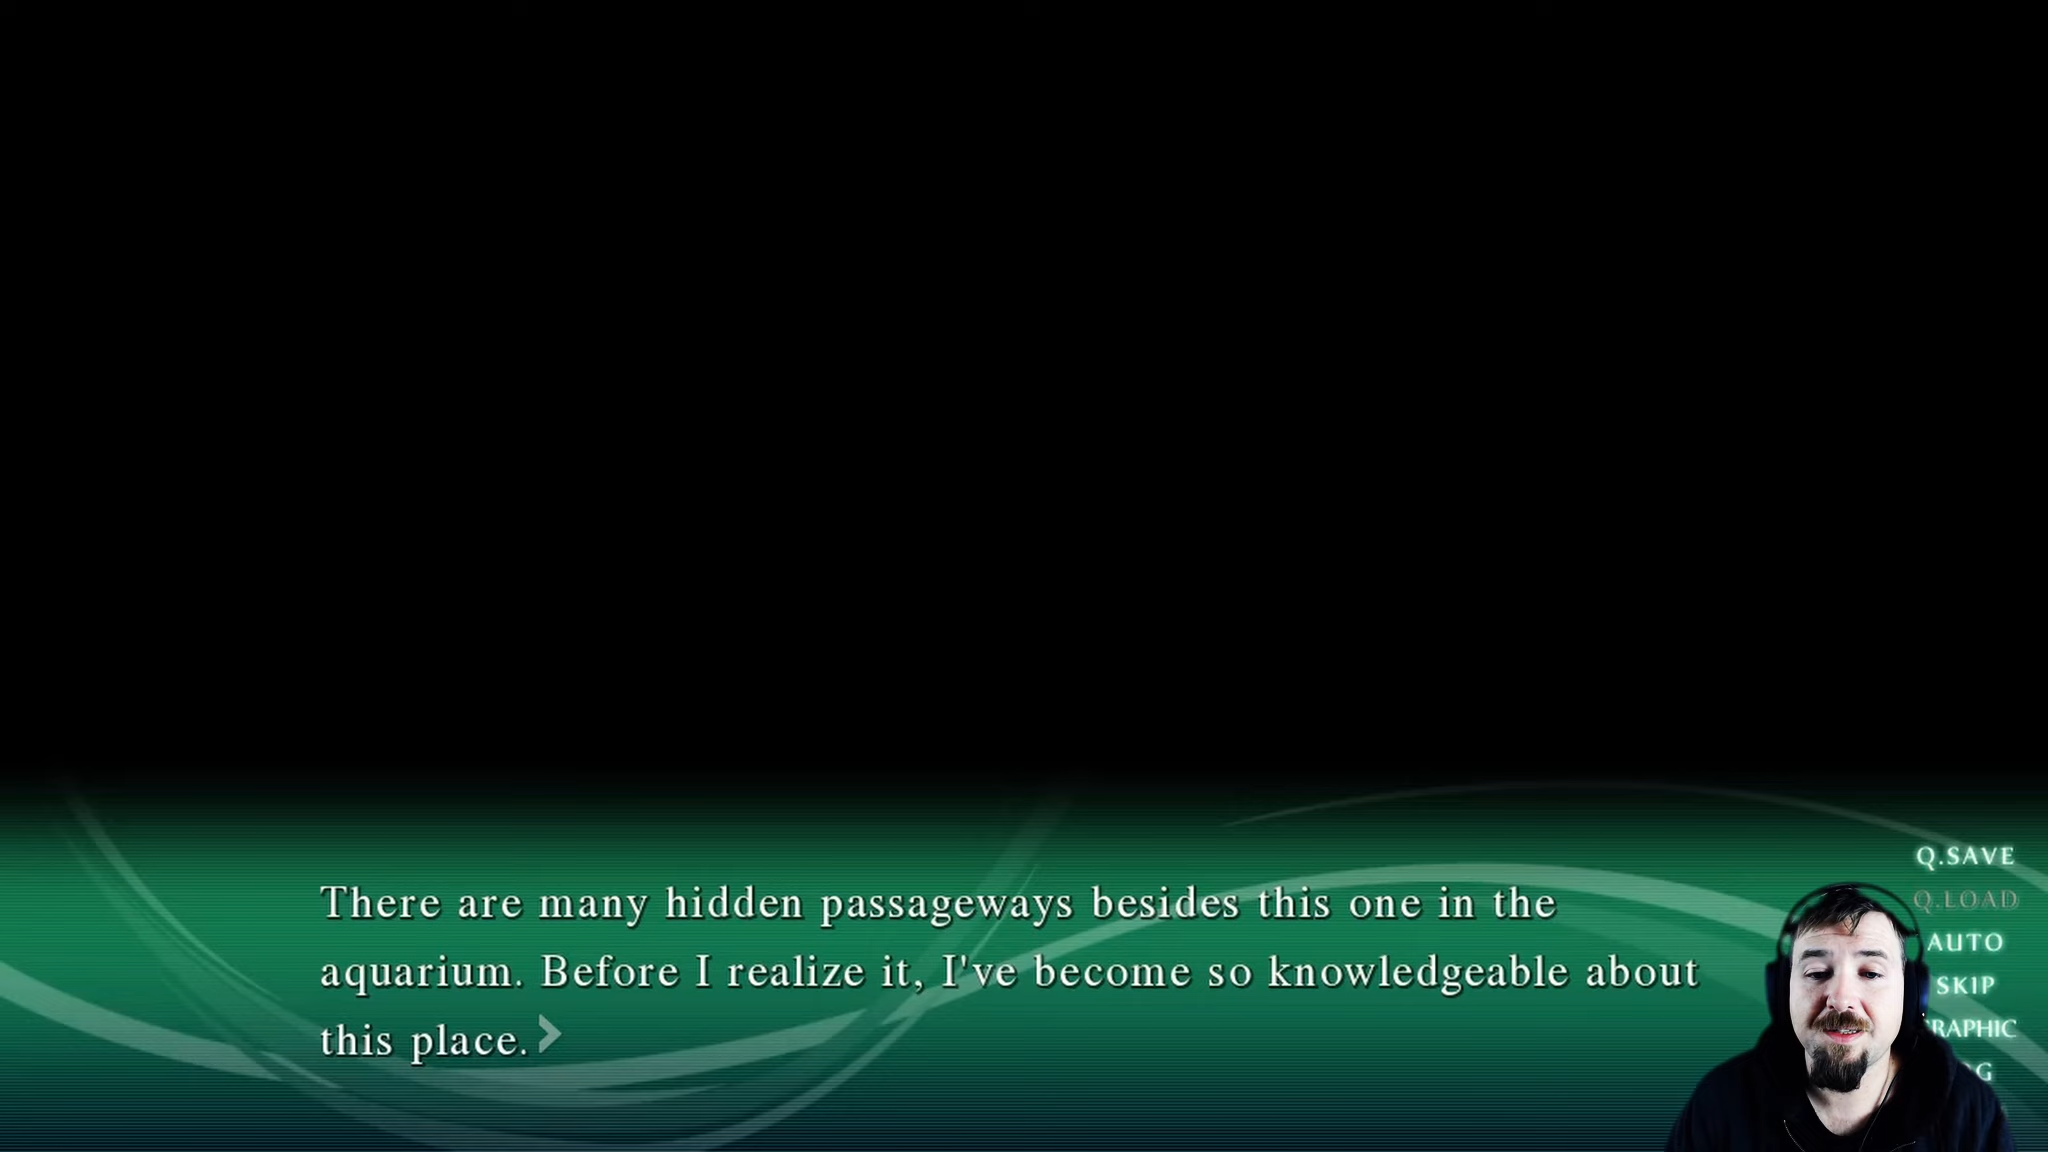 There are many hidden passageways besides this one in the
aquarium. Before I realize it, I've become so knowledgeable about
this place.
Q.SAVE
Q.LOAD
AUTO
SKIP